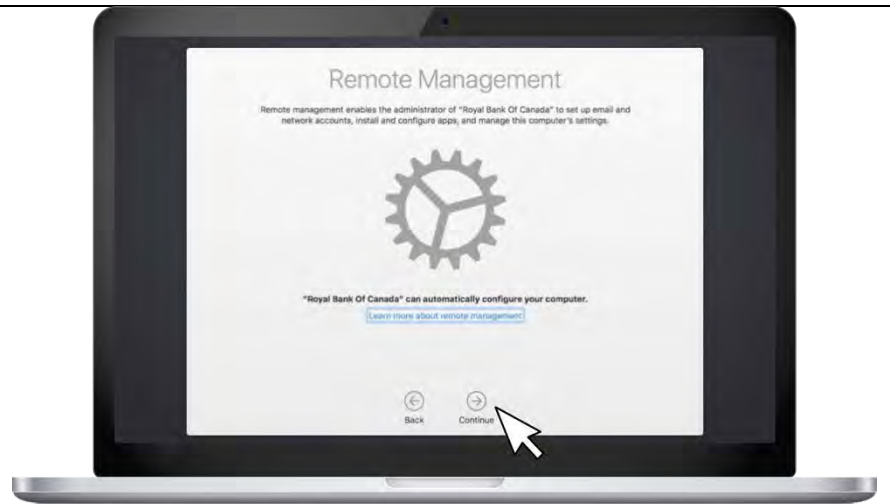 Remote Management
Remote management enables the administrator of "Royal Bank Of Canada" to set up email and
network accounts, install and configure apps, and manage this computer's settings.
"Royal Bank Of Canada" can automatically configure your computer.
Learn more about remote management
Back Continue